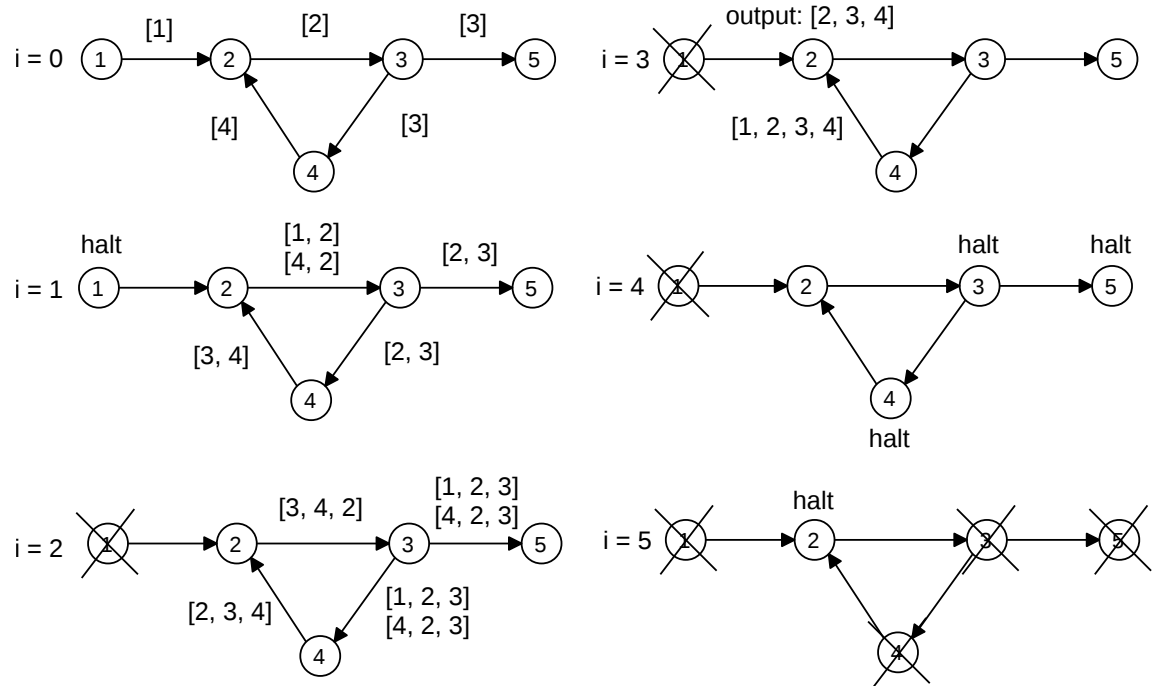 i = 0
1
[1]
2
[2]
3
[3]
5
[4]
[3]
4
halt
i = 1
1
2
[1, 2]
[4, 2]
3
[2, 3]
5
[3, 4]
[2, 3]
4
i = 2
1
2
[3, 4, 2]
3
[1, 2, 3]
[4, 2, 3]
5
[2, 3, 4]
[1, 2, 3]
[4, 2, 3]
4
output: [2, 3, 4]
i = 3
1
2
3
5
[1, 2, 3, 4]
4
i = 4
1
2
halt
3
halt
5
4
halt
i = 5
1
halt
2
3
5
4